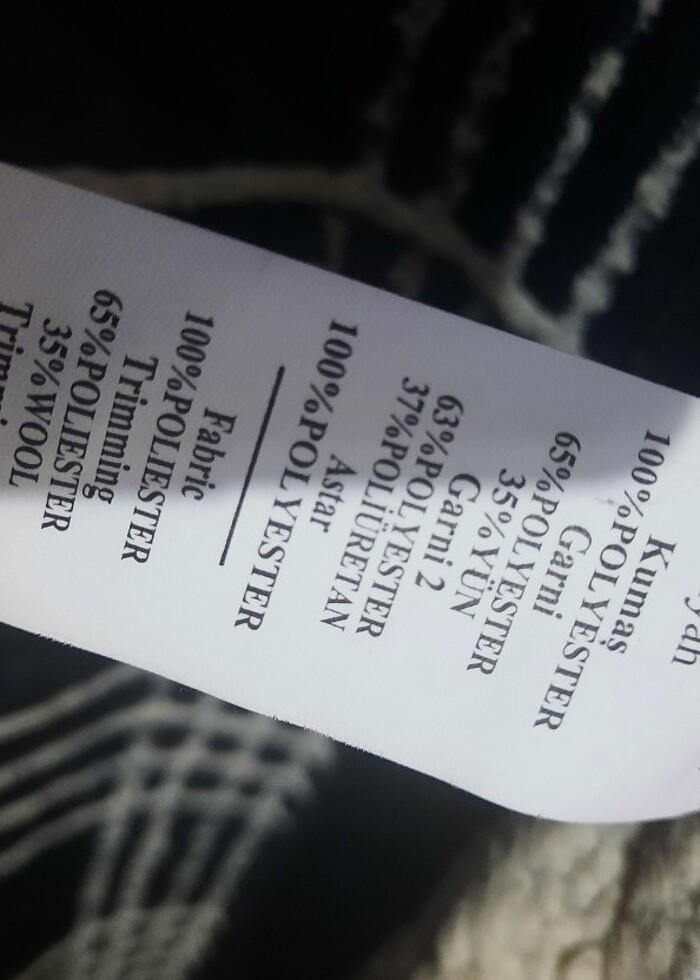 Kumaş
100%POLYESTER
Garni
65%POLYESTER
35%YÜN
Garni 2
63%POLYESTER
37%POLİÜRETAN
Astar
100%POLYESTER
Fabric
100%POLIESTER
Trimming
65%POLIESTER
35%WOOL